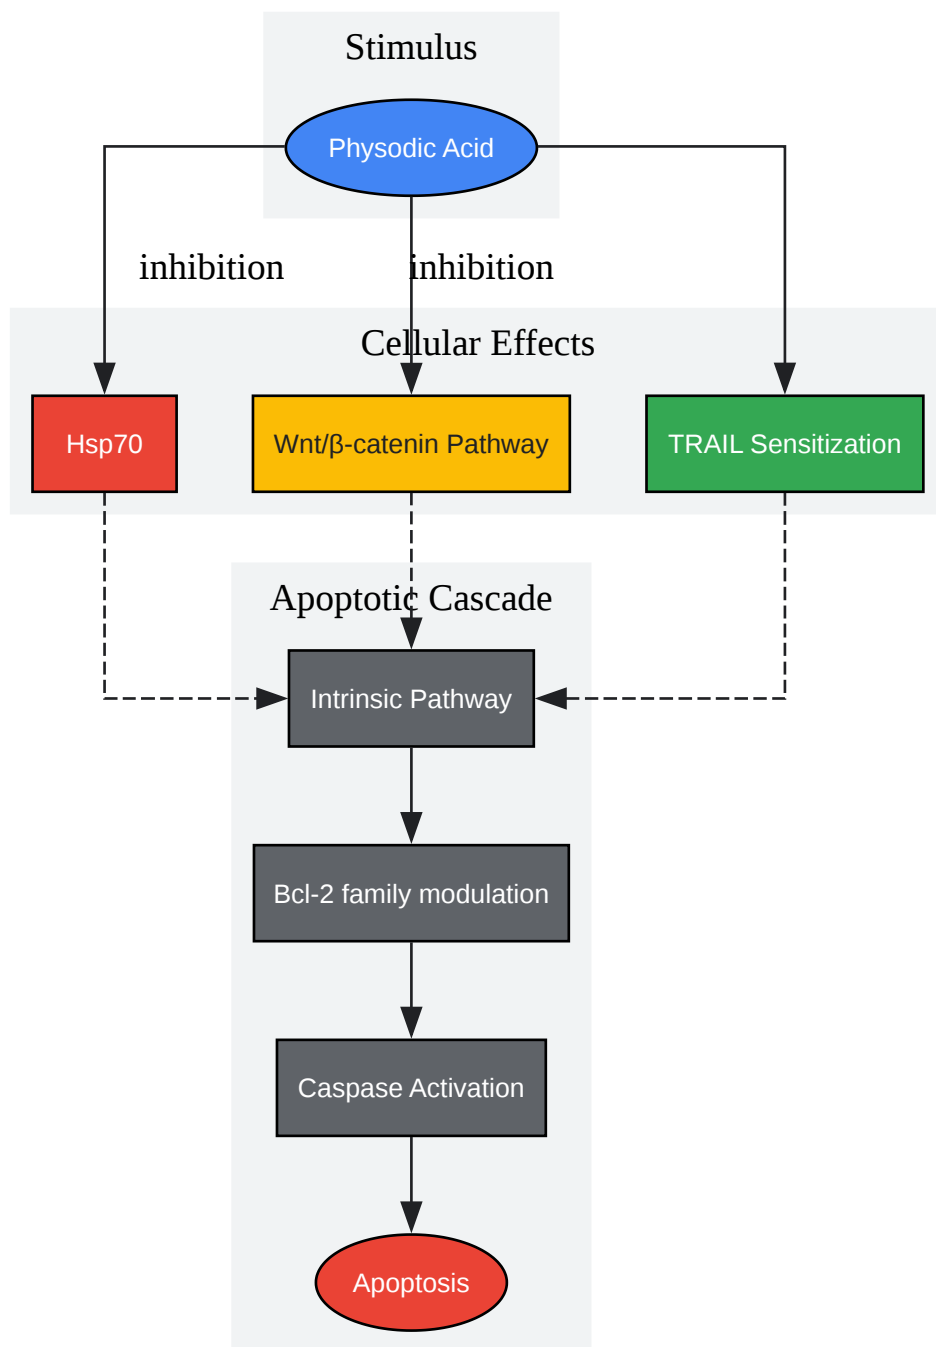 Stimulus
Physodic Acid
inhibition
inhibition
Cellular Effects
Hsp70
Wnt/β-catenin Pathway
TRAIL Sensitization
Apoptotic Cascade
Intrinsic Pathway
Bcl-2 family modulation
Caspase Activation
Apoptosis